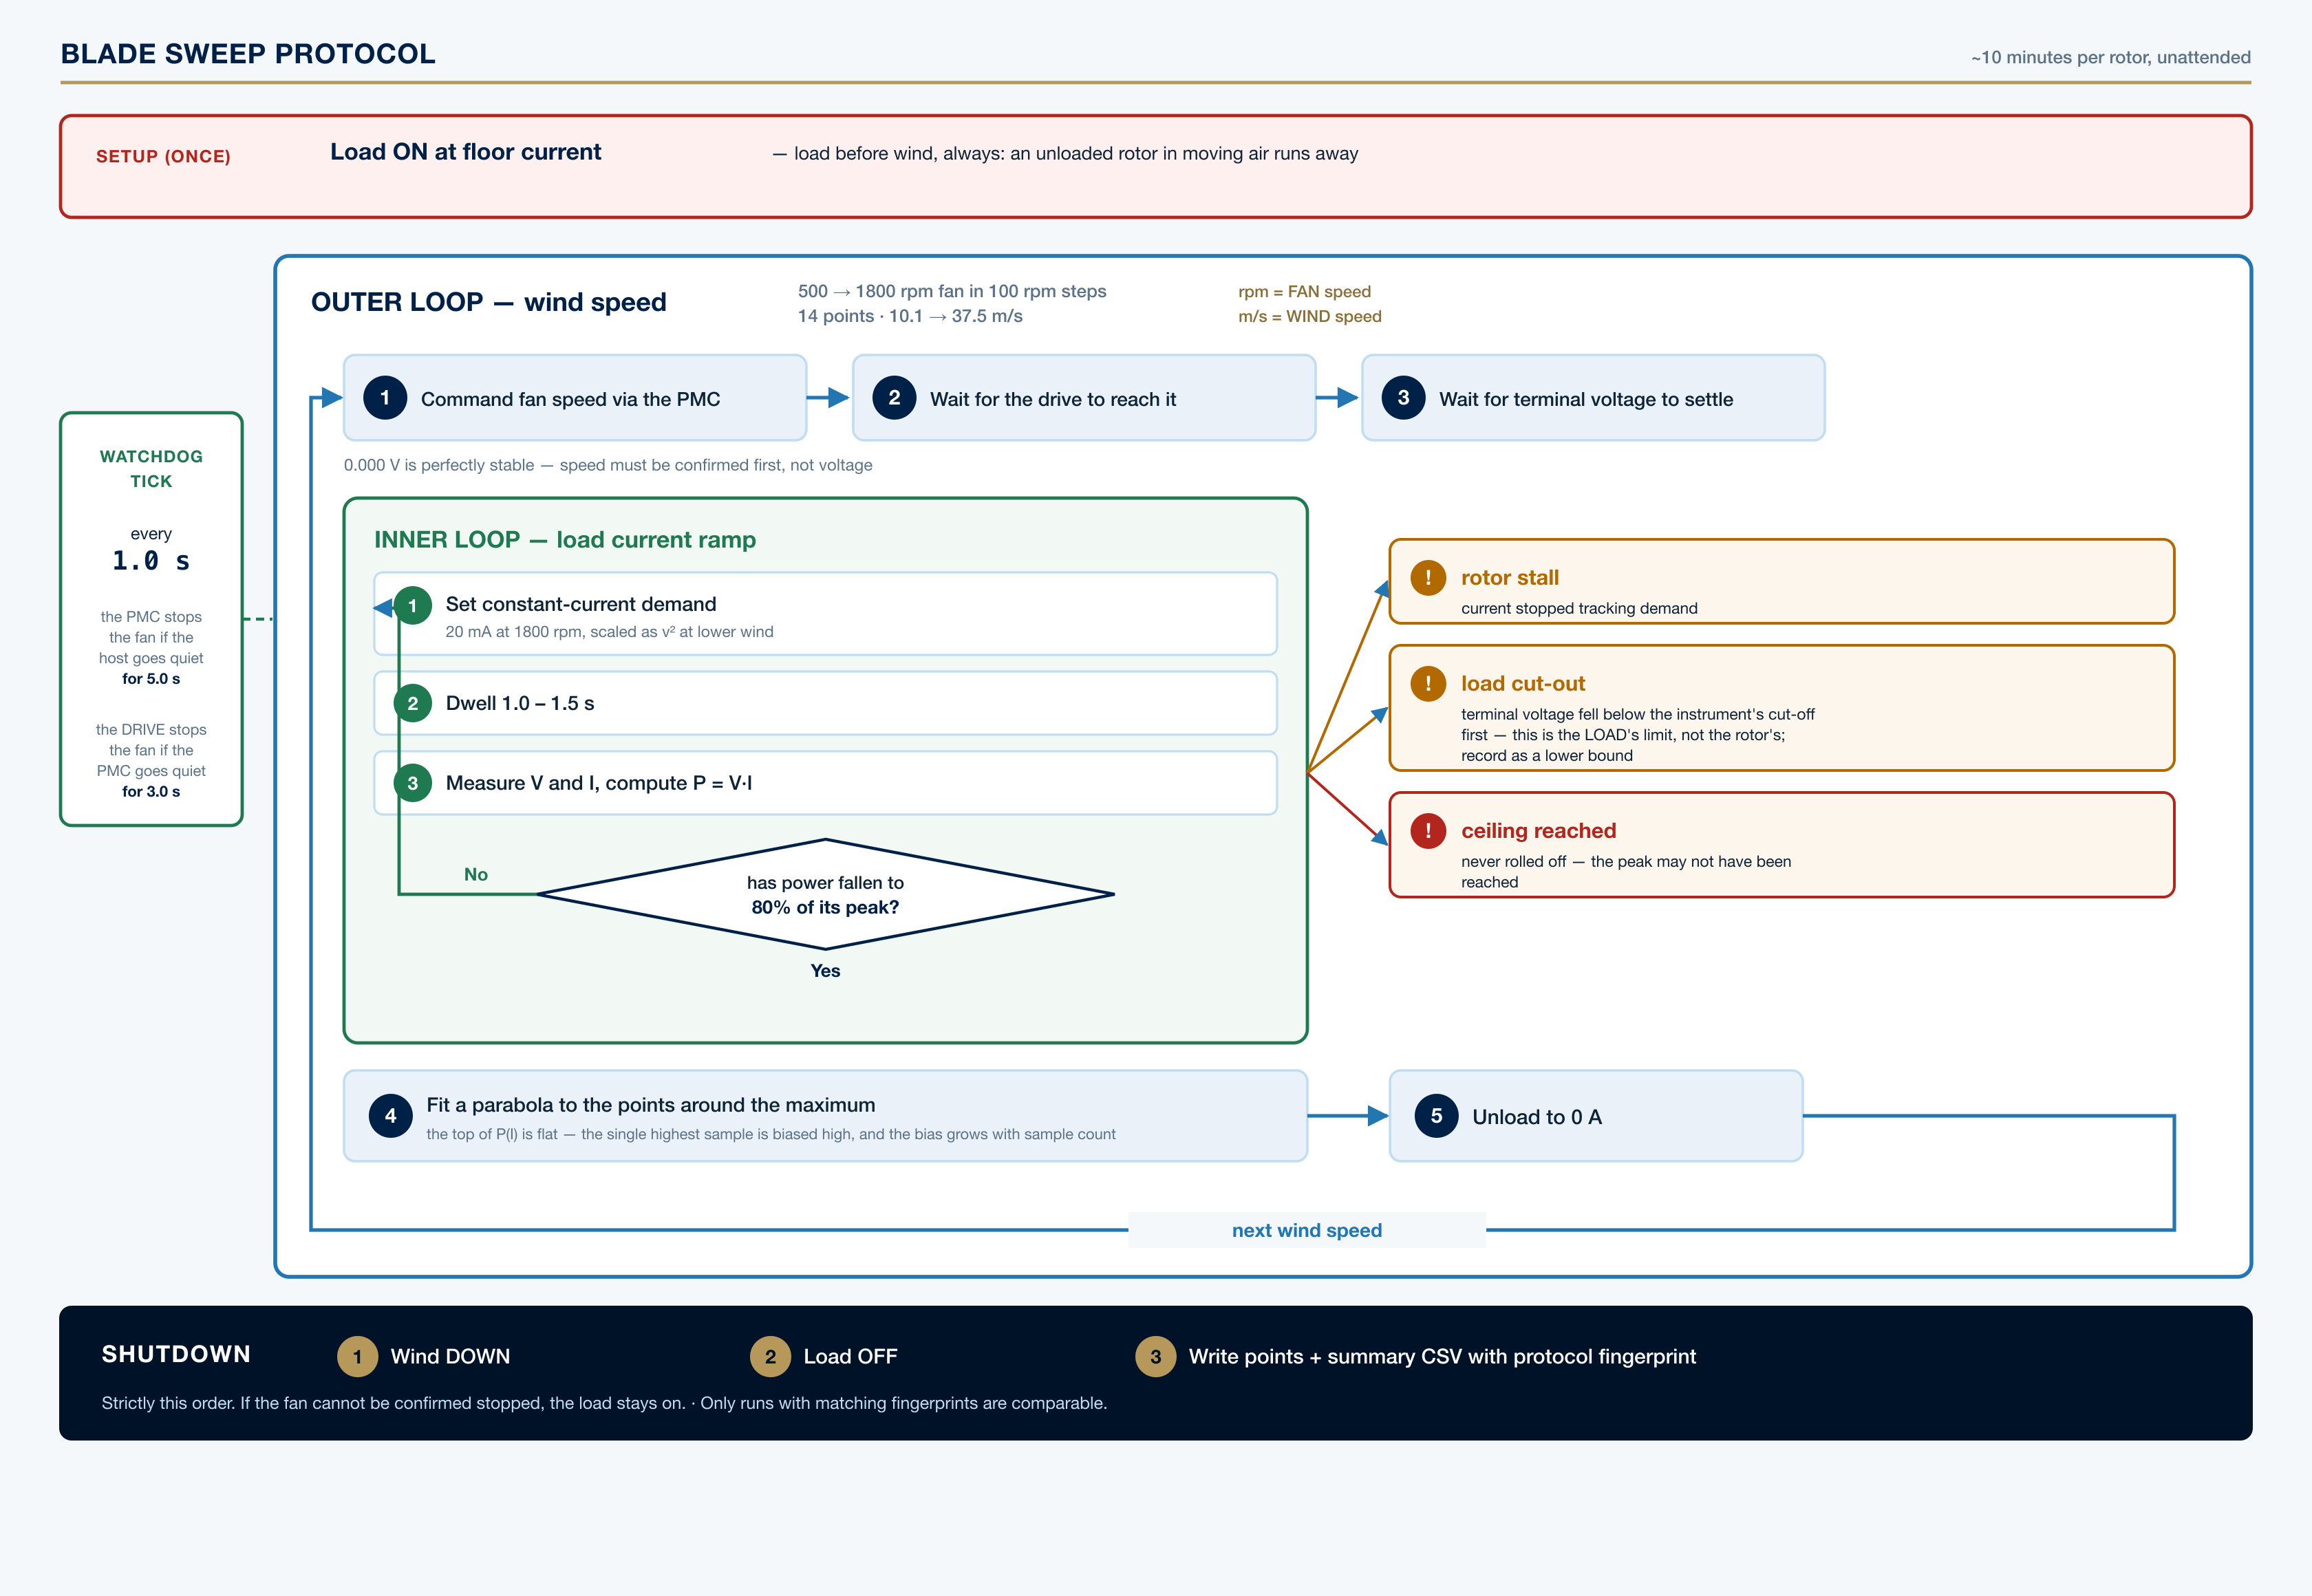 BLADE SWEEP PROTOCOL
~10 minutes per rotor, unattended
SETUP (ONCE)
Load ON at floor current
— load before wind, always: an unloaded rotor in moving air runs away
OUTER LOOP — wind speed
500 → 1800 rpm fan in 100 rpm steps
14 points · 10.1 → 37.5 m/s
rpm = FAN speed
m/s = WIND speed
1 Command fan speed via the PMC
2 Wait for the drive to reach it
3 Wait for terminal voltage to settle
0.000 V is perfectly stable — speed must be confirmed first, not voltage
WATCHDOG
TICK
every
1.0 s
the PMC stops
the fan if the
host goes quiet
for 5.0 s
the DRIVE stops
the fan if the
PMC goes quiet
for 3.0 s
INNER LOOP — load current ramp
1 Set constant-current demand
20 mA at 1800 rpm, scaled as v² at lower wind
2 Dwell 1.0 – 1.5 s
3 Measure V and I, compute P = V·I
has power fallen to
80% of its peak?
No
Yes
! rotor stall
current stopped tracking demand
! load cut-out
terminal voltage fell below the instrument's cut-off
first — this is the LOAD's limit, not the rotor's;
record as a lower bound
! ceiling reached
never rolled off — the peak may not have been
reached
4 Fit a parabola to the points around the maximum
the top of P(I) is flat — the single highest sample is biased high, and the bias grows with sample count
5 Unload to 0 A
next wind speed
SHUTDOWN
1 Wind DOWN
2 Load OFF
3 Write points + summary CSV with protocol fingerprint
Strictly this order. If the fan cannot be confirmed stopped, the load stays on. · Only runs with matching fingerprints are comparable.